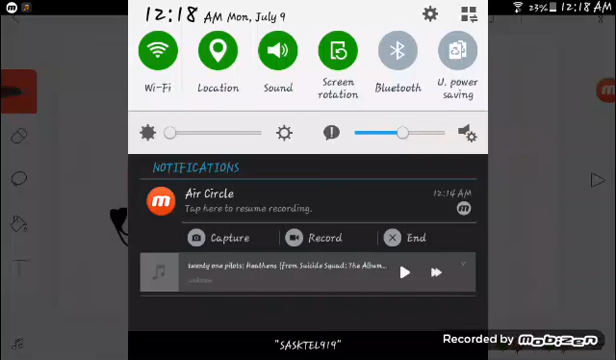 23% 12:18 AM
12:18 AM Mon, July 9
Wi-Fi
Location
Sound
Screen rotation
Bluetooth
U. power saving
NOTIFICATIONS
Air Circle
12:14 AM
Tap here to resume recording.
Capture
Record
End
twenty one pilots: Heathens (from Suicide Squad: The Album...
"SASKTEL919"
Recorded by mobizen